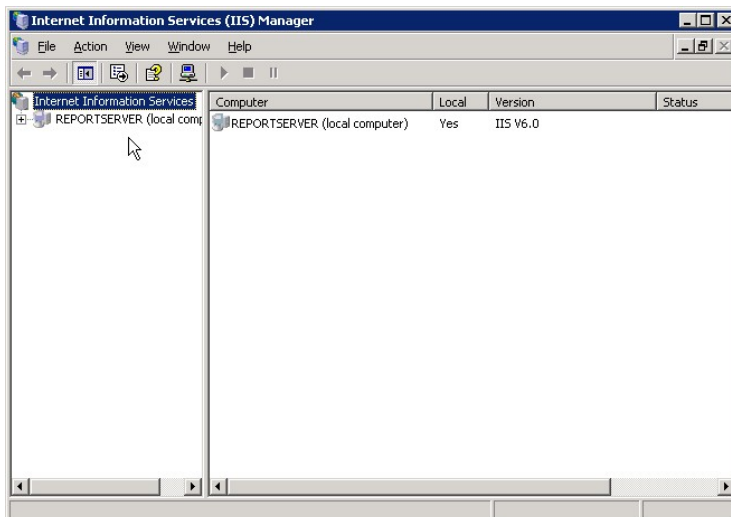 Internet Information Services (IIS) Manager
File Action View Window Help
Internet Information Services
REPORTSERVER (local comp
Computer Local Version Status
REPORTSERVER (local computer) Yes IIS V6.0